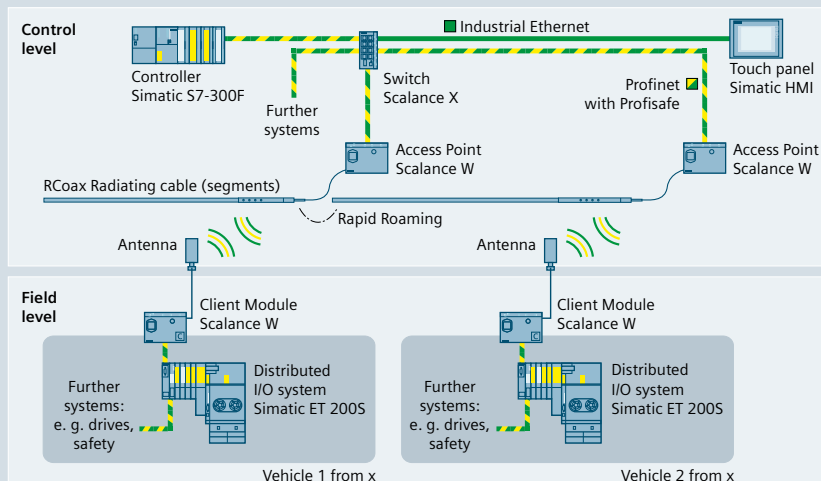 Control
level
Industrial Ethernet
Controller
Simatic S7-300F
Further
systems
Switch
Scalance X
Profinet
with Profisafe
Touch panel
Simatic HMI
Access Point
Scalance W
Access Point
Scalance W
RCoax Radiating cable (segments)
Rapid Roaming
Antenna
Antenna
Field
level
Client Module
Scalance W
Client Module
Scalance W
Further
systems:
e. g. drives,
safety
Distributed
I/O system
Simatic ET 200S
Further
systems:
e. g. drives,
safety
Distributed
I/O system
Simatic ET 200S
Vehicle 1 from x
Vehicle 2 from x